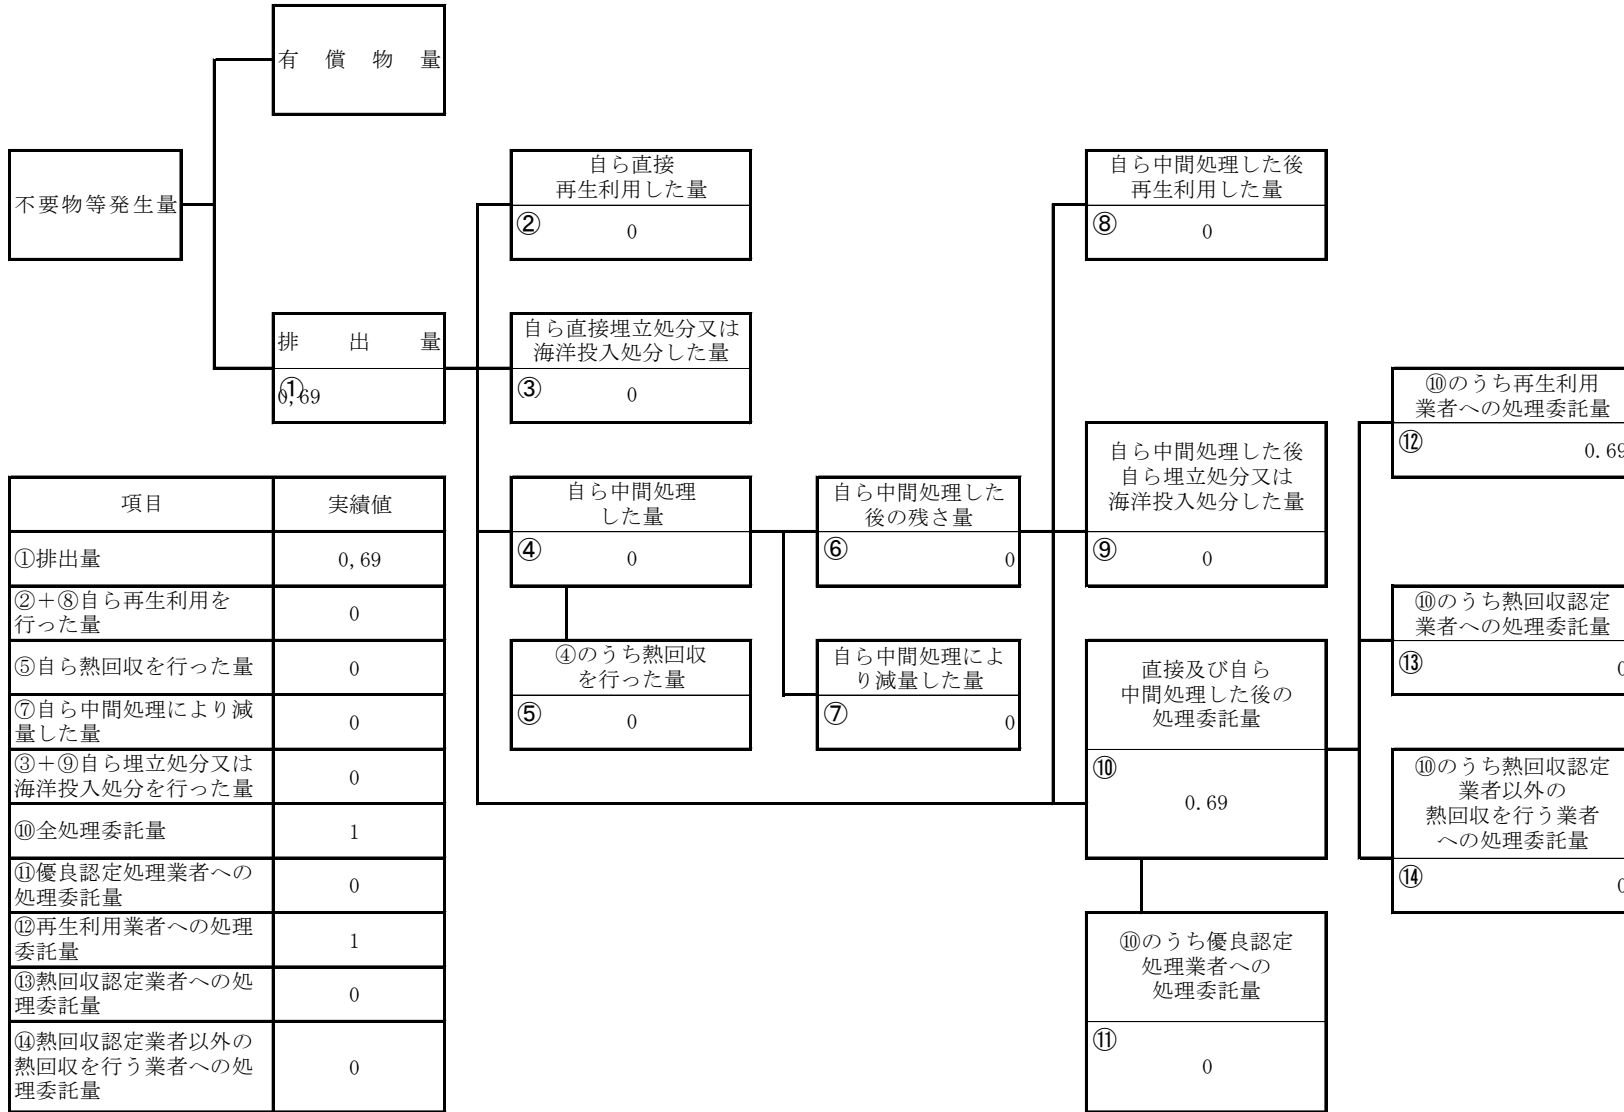 有償物量
不要物等発生量
排出量
①
0,69
自ら直接
再生利用した量
②
0
自ら直接埋立処分又は
海洋投入処分した量
③
0
自ら中間処理
した量
④
0
④のうち熱回収
を行った量
⑤
0
自ら中間処理した
後の残さ量
⑥
0
自ら中間処理によ
り減量した量
⑦
0
自ら中間処理した後
再生利用した量
⑧
0
自ら中間処理した後
自ら埋立処分又は
海洋投入処分した量
⑨
0
直接及び自ら
中間処理した後の
処理委託量
⑩
0.69
⑩のうち優良認定
処理業者への
処理委託量
⑪
0
⑩のうち再生利用
業者への処理委託量
⑫
0.69
⑩のうち熱回収認定
業者への処理委託量
⑬
0
⑩のうち熱回収認定
業者以外の
熱回収を行う業者
への処理委託量
⑭
0
項目 実績値
①排出量 0,69
②+⑧自ら再生利用を
行った量 0
⑤自ら熱回収を行った量 0
⑦自ら中間処理により減
量した量 0
③+⑨自ら埋立処分又は
海洋投入処分を行った量 0
⑩全処理委託量 1
⑪優良認定処理業者への
処理委託量 0
⑫再生利用業者への処理
委託量 1
⑬熱回収認定業者への処
理委託量 0
⑭熱回収認定業者以外の
熱回収を行う業者への処
理委託量 0